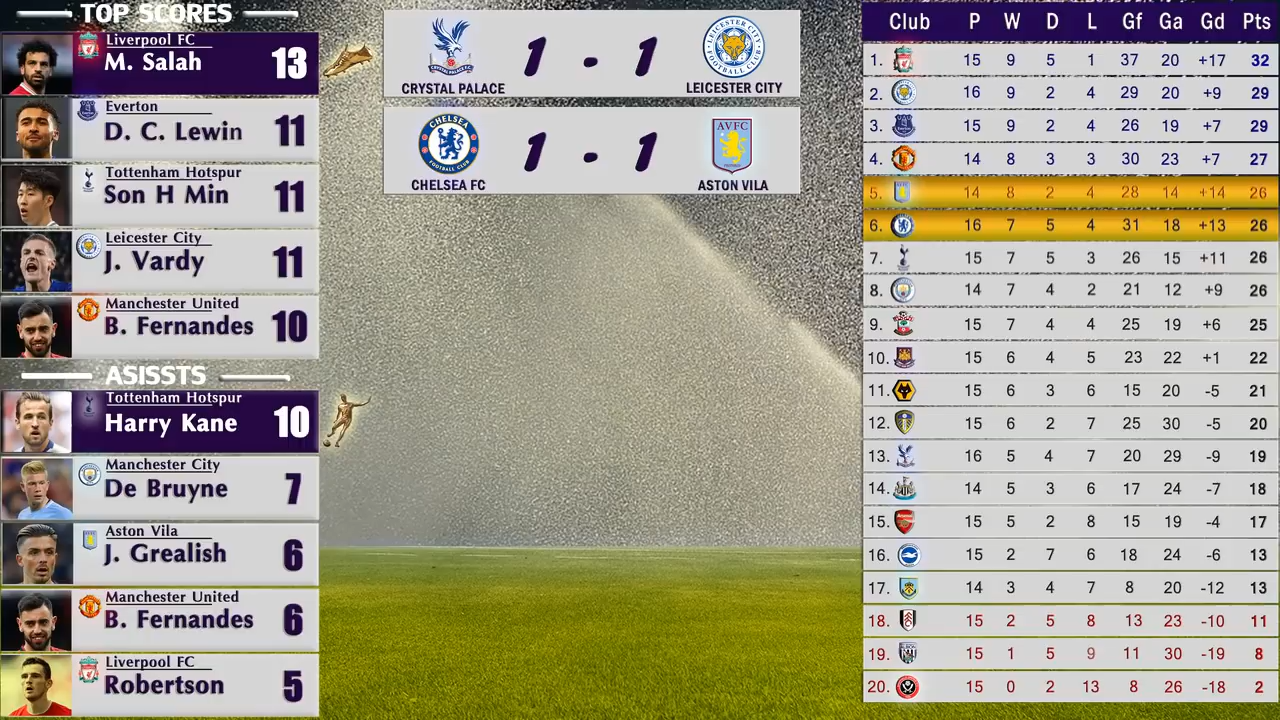 TOP SCORES
Liverpool FC
M. Salah 13
Everton
D. C. Lewin 11
Tottenham Hotspur
Son H Min 11
Leicester City
J. Vardy 11
Manchester United
B. Fernandes 10
ASISSTS
Tottenham Hotspur
Harry Kane 10
Manchester City
De Bruyne 7
Aston Vila
J. Grealish 6
Manchester United
B. Fernandes 6
Liverpool FC
Robertson 5
1 - 1
CRYSTAL PALACE LEICESTER CITY
1 - 1
CHELSEA FC ASTON VILA
Club P W D L Gf Ga Gd Pts
1. 15 9 5 1 37 20 +17 32
2. 16 9 2 4 29 20 +9 29
3. 15 9 2 4 26 19 +7 29
4. 14 8 3 3 30 23 +7 27
5. 14 8 2 4 28 14 +14 26
6. 16 7 5 4 31 18 +13 26
7. 15 7 5 3 26 15 +11 26
8. 14 7 4 2 21 12 +9 26
9. 15 7 4 4 25 19 +6 25
10. 15 6 4 5 23 22 +1 22
11. 15 6 3 6 15 20 -5 21
12. 15 6 2 7 25 30 -5 20
13. 16 5 4 7 20 29 -9 19
14. 14 5 3 6 17 24 -7 18
15. 15 5 2 8 15 19 -4 17
16. 15 2 7 6 18 24 -6 13
17. 14 3 4 7 8 20 -12 13
18. 15 2 5 8 13 23 -10 11
19. 15 1 5 9 11 30 -19 8
20. 15 0 2 13 8 26 -18 2